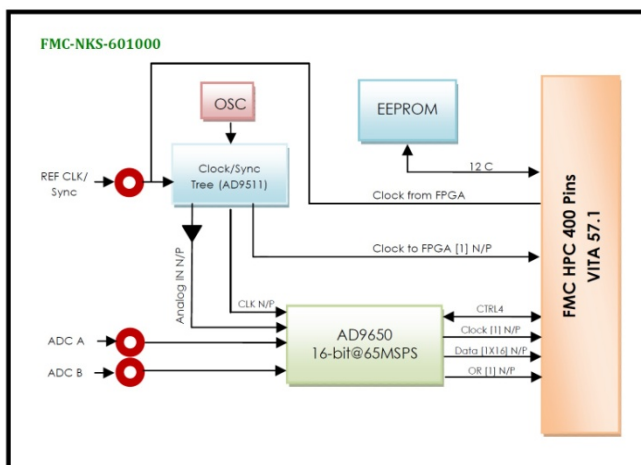 FMC-NKS-601000
OSC
EEPROM
REF CLK/
Sync
Clock/Sync
Tree (AD9511)
12 C
Clock from FPGA
Clock to FPGA [1] N/P
Analog IN N/P
CLK N/P
FMC HPC 400 Pins
VITA 57.1
ADC A
ADC B
AD9650
16-bit@65MSPS
CTRL4
Clock [1] N/P
Data [1X16] N/P
OR [1] N/P